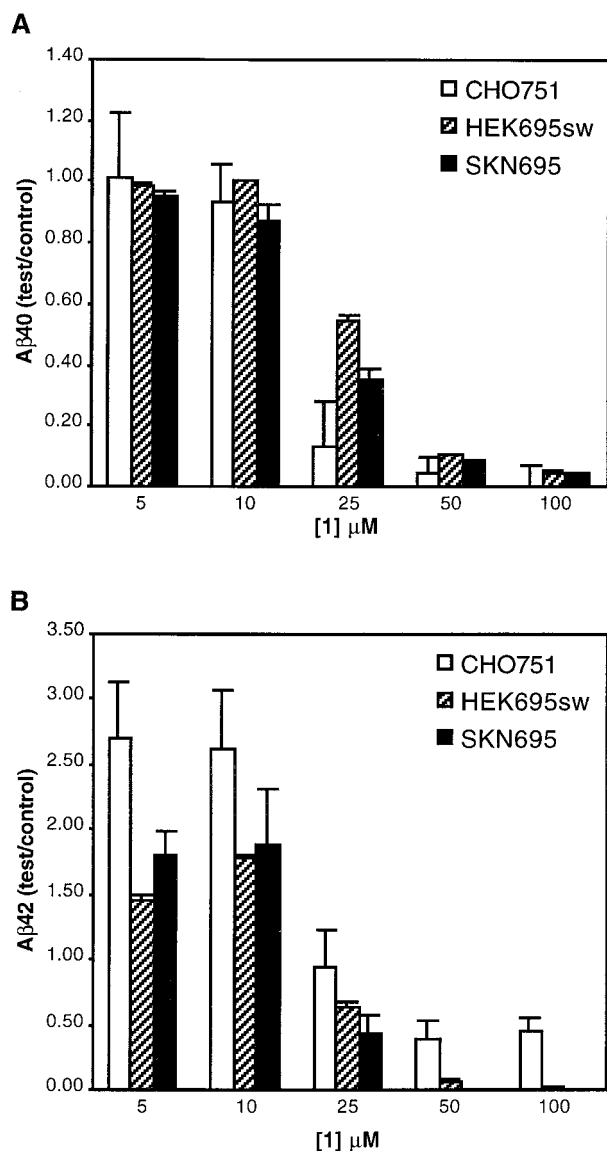 A
1.40
1.20
1.00
0.80
0.60
0.40
0.20
0.00
Aβ40 (test/control)
CHO751
HEK695sw
SKN695
5 10 25 50 100
[1] μM
B
3.50
3.00
2.50
2.00
1.50
1.00
0.50
0.00
Aβ42 (test/control)
CHO751
HEK695sw
SKN695
5 10 25 50 100
[1] μM